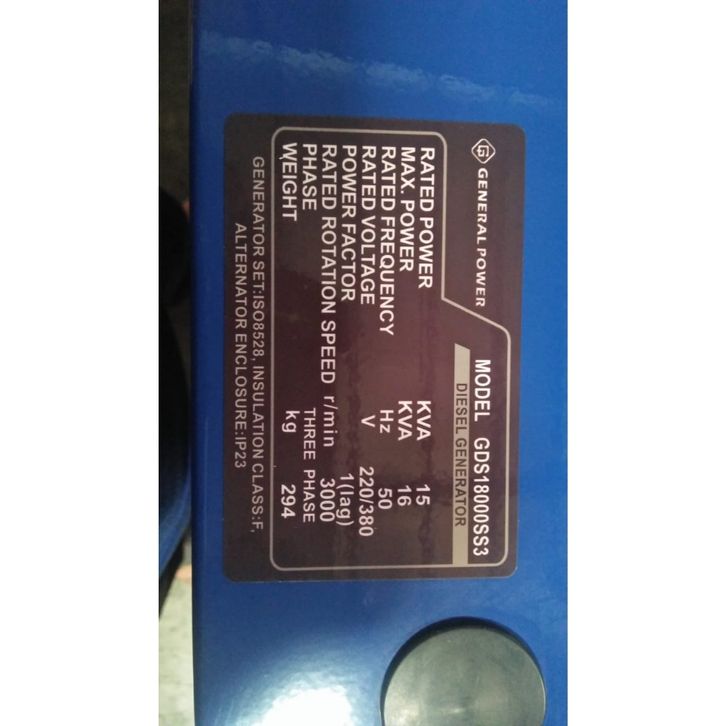 GENERAL POWER
MODEL GDS18000SS3
DIESEL GENERATOR
RATED POWER KVA 15
MAX. POWER KVA 16
RATED FREQUENCY Hz 50
RATED VOLTAGE V 220/380
POWER FACTOR 1(lag)
RATED ROTATION SPEED r/min 3000
PHASE THREE PHASE
WEIGHT kg 294
GENERATOR SET:ISO8528, INSULATION CLASS:F,
ALTERNATOR ENCLOSURE:IP23